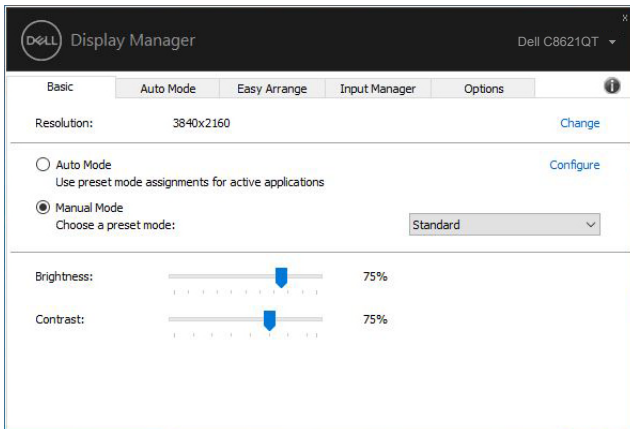 x
DELL Display Manager
Dell C8621QT
Basic Auto Mode Easy Arrange Input Manager Options i
Resolution: 3840x2160 Change
Auto Mode Configure
Use preset mode assignments for active applications
Manual Mode
Choose a preset mode: Standard
Brightness: 75%
Contrast: 75%